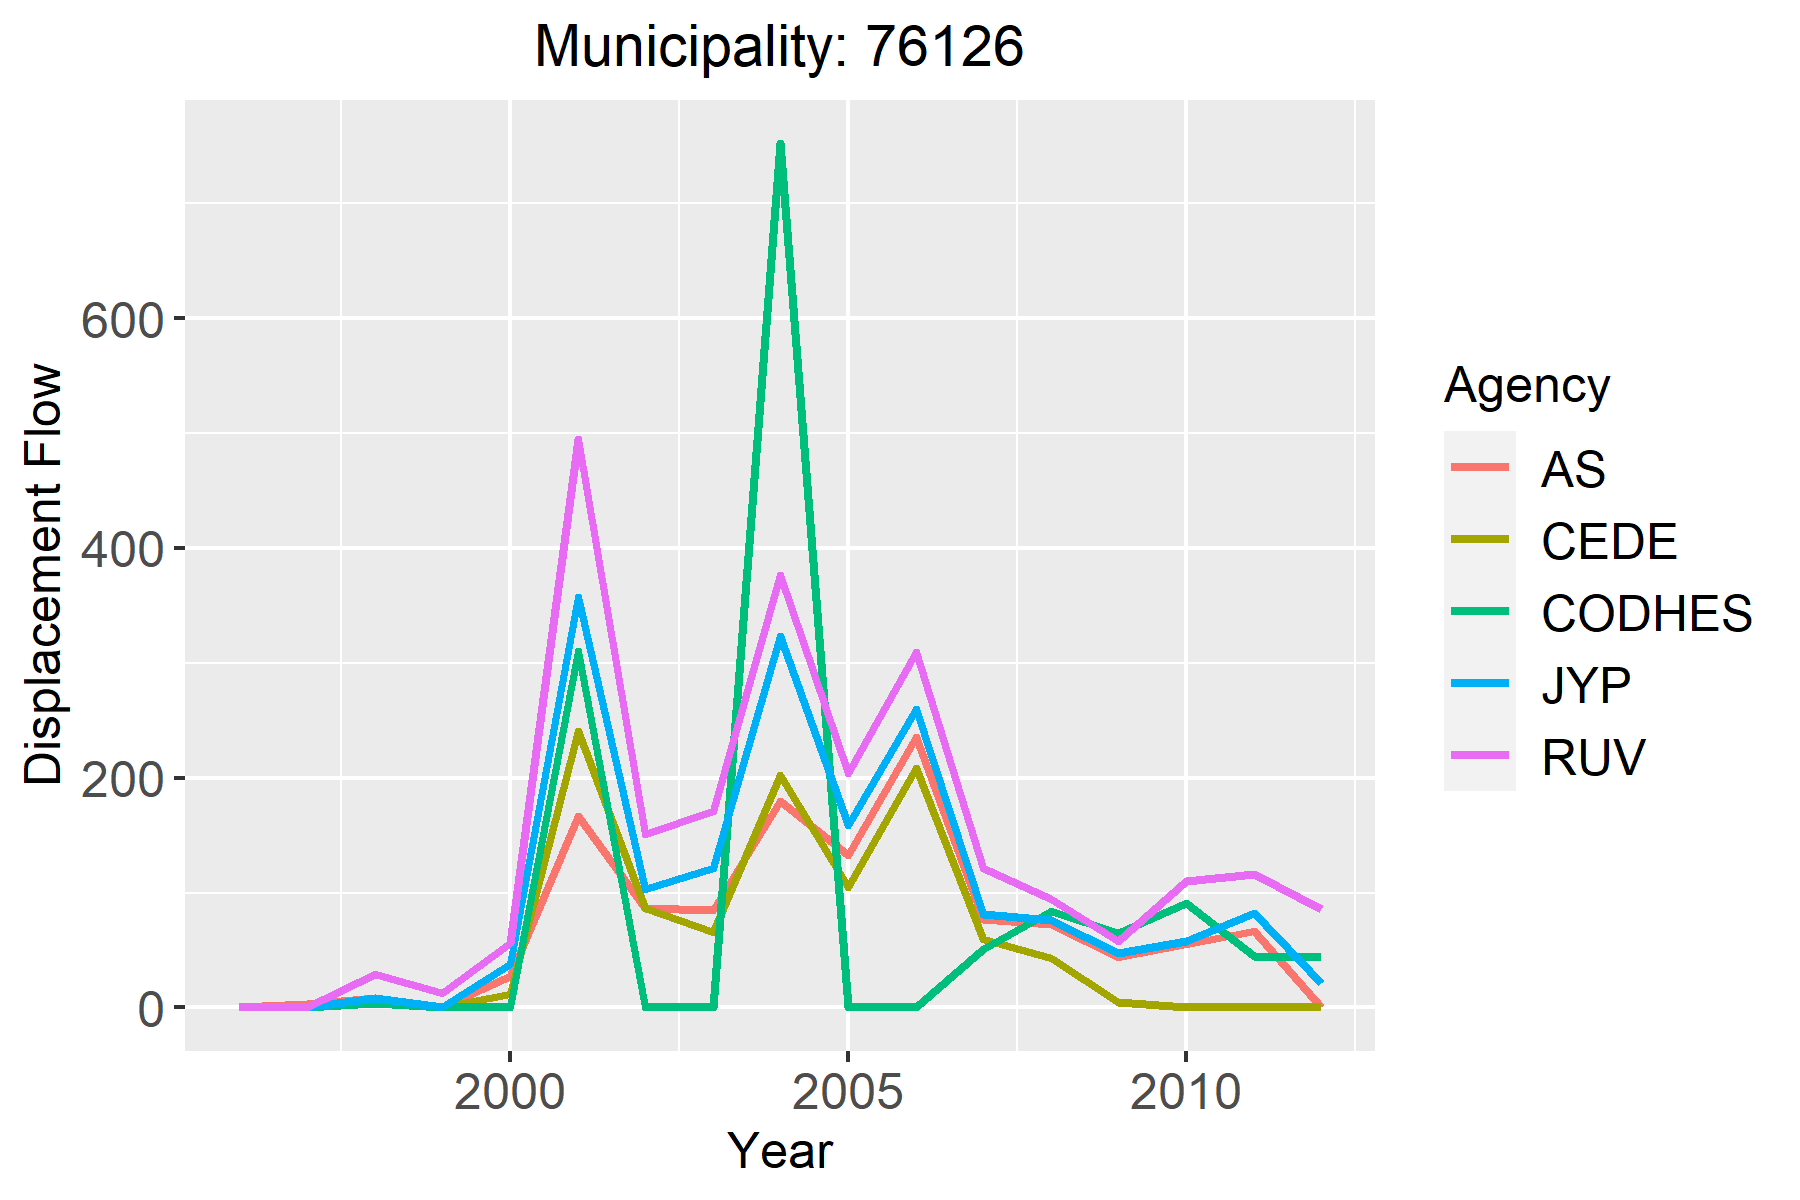 Municipality: 76126
Displacement Flow
600
400
200
0
2000 2005 2010
Year
Agency
AS
CEDE
CODHES
JYP
RUV